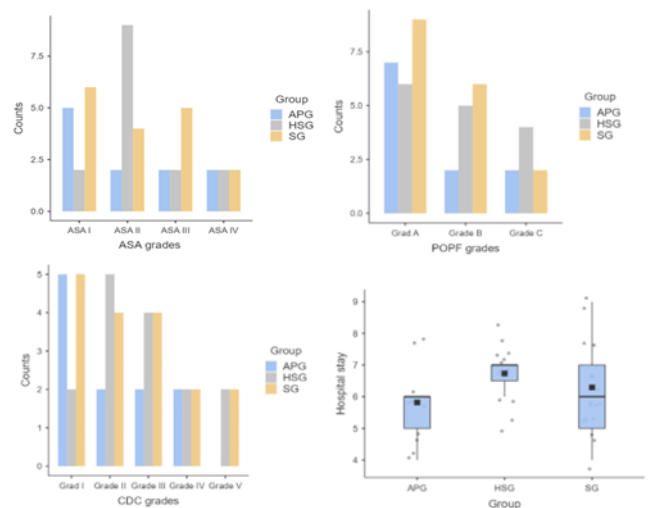 7.5
5.0
2.5
0.0
Counts
ASA I
ASA II
ASA III
ASA IV
ASA grades
Group
APG
HSG
SG
7.5
5.0
2.5
0.0
Counts
Grad A
Grade B
Grade C
POPF grades
Group
APG
HSG
SG
5
4
3
2
1
0
Counts
Grad I
Grade II
Grade III
Grade IV
Grade V
CDC grades
Group
APG
HSG
SG
9
8
7
6
5
4
Hospital stay
APG
HSG
SG
Group